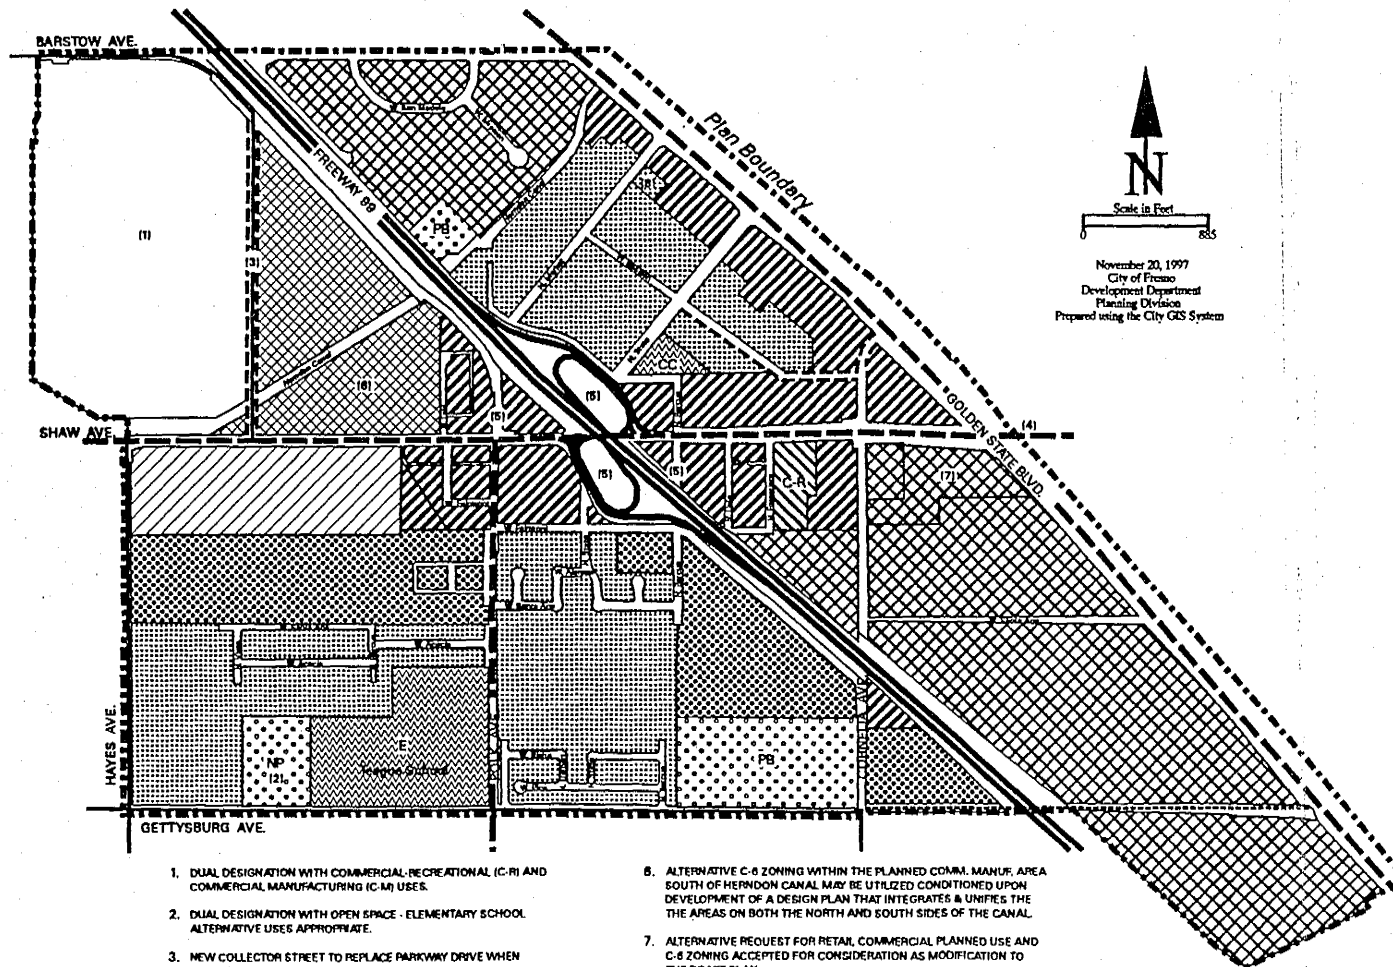 BARSTOW AVE.
Plan Boundary
N
Scale in Feet
0 885
November 20, 1997
City of Fresno
Development Department
Planning Division
Prepared using the City GIS System
FREEWAY 99
PB
(1)
(3)
(6)
CC
(5)
(5)
SHAW AVE.
GOLDEN STATE BLVD.
(4)
(5)
(5)
C-R
(7)
HAYES AVE.
NP
(2)
E
PB
GETTYSBURG AVE.
1. DUAL DESIGNATION WITH COMMERCIAL-RECREATIONAL (C-R) AND
COMMERCIAL MANUFACTURING (C-M) USES.
2. DUAL DESIGNATION WITH OPEN SPACE - ELEMENTARY SCHOOL
ALTERNATIVE USES APPROPRIATE.
3. NEW COLLECTOR STREET TO REPLACE PARKWAY DRIVE WHEN
6. ALTERNATIVE C-6 ZONING WITHIN THE PLANNED COMM. MANUF. AREA
SOUTH OF HERNDON CANAL MAY BE UTILIZED CONDITIONED UPON
DEVELOPMENT OF A DESIGN PLAN THAT INTEGRATES & UNIFIES THE
THE AREAS ON BOTH THE NORTH AND SOUTH SIDES OF THE CANAL.
7. ALTERNATIVE REQUEST FOR RETAIL COMMERCIAL PLANNED USE AND
C-6 ZONING ACCEPTED FOR CONSIDERATION AS MODIFICATION TO